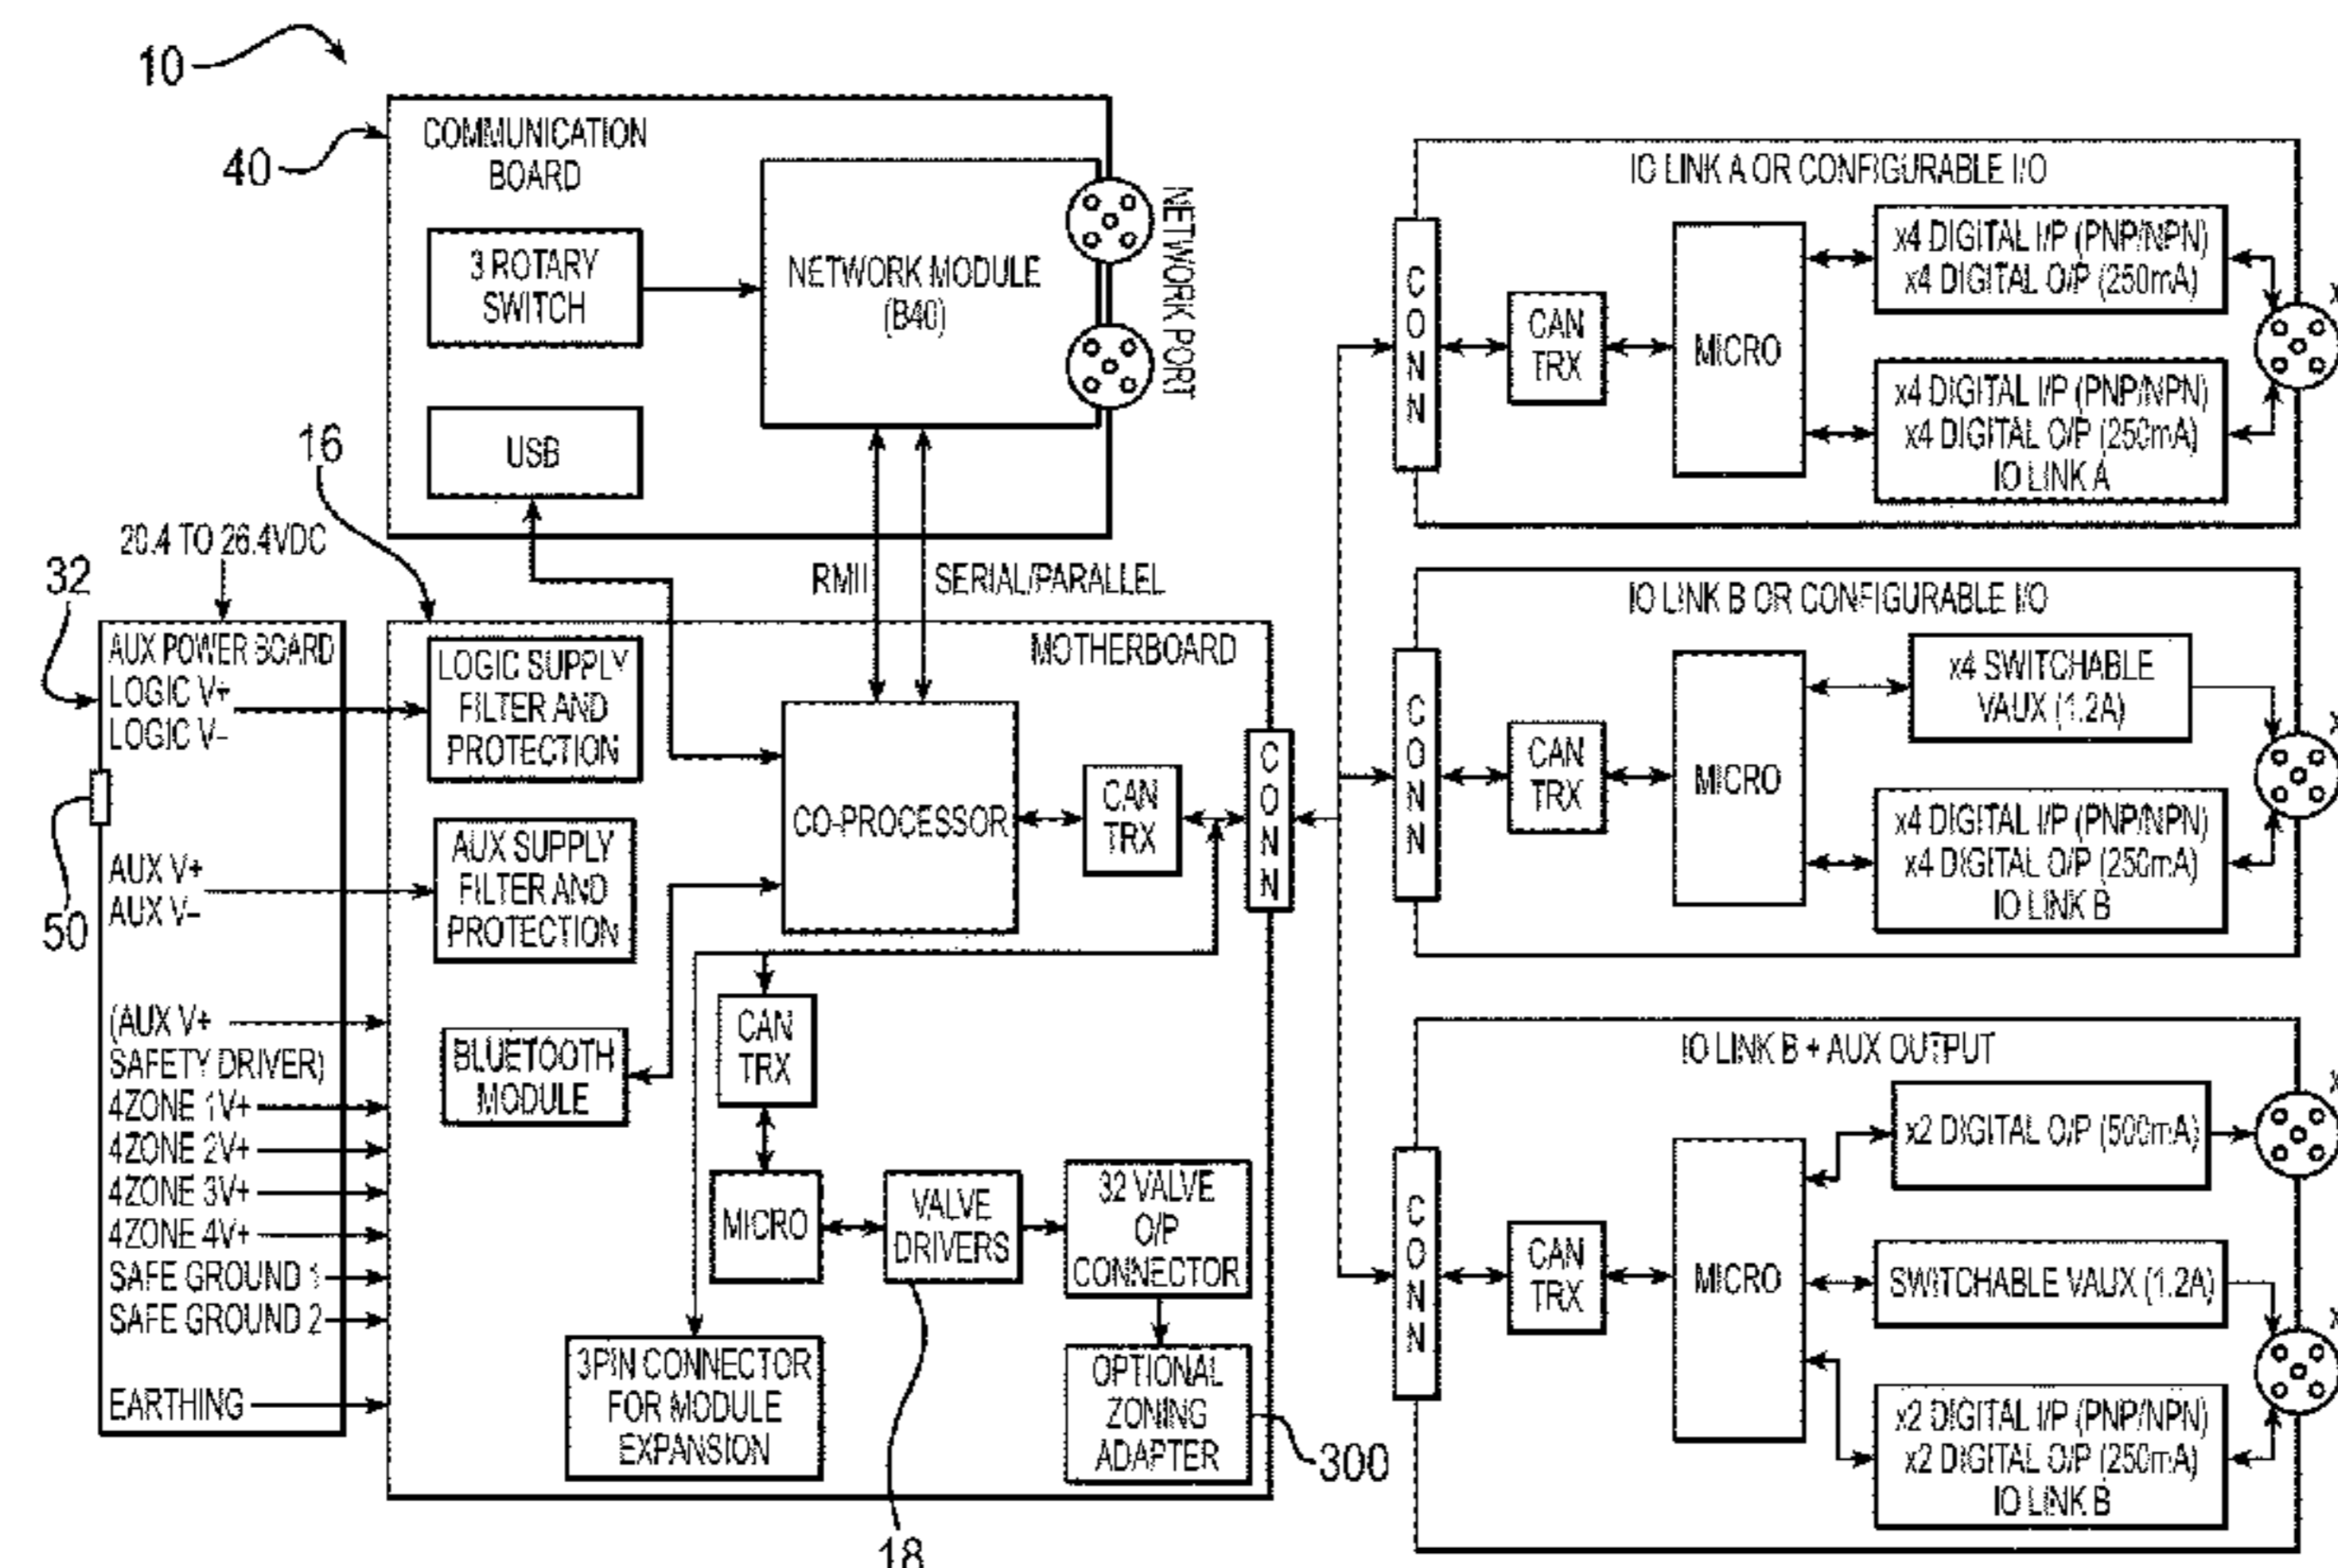 10
40
COMMUNICATION
BOARD
3 ROTARY
SWITCH
NETWORK MODULE
(B40)
NETWORK PORT
USB
16
RMII
SERIAL/PARALLEL
20.4 TO 26.4VDC
32
AUX POWER BOARD
LOGIC V+
LOGIC V–
50
AUX V+
AUX V–
(AUX V+
SAFETY DRIVER)
4ZONE 1V+
4ZONE 2V+
4ZONE 3V+
4ZONE 4V+
SAFE GROUND 1
SAFE GROUND 2
EARTHING
MOTHERBOARD
LOGIC SUPPLY
FILTER AND
PROTECTION
AUX SUPPLY
FILTER AND
PROTECTION
CO-PROCESSOR
CAN
TRX
CONN
BLUETOOTH
MODULE
CAN
TRX
MICRO
VALVE
DRIVERS
32 VALVE
O/P
CONNECTOR
3PIN CONNECTOR
FOR MODULE
EXPANSION
OPTIONAL
ZONING
ADAPTER
300
18
IO LINK A OR CONFIGURABLE I/O
CONN
CAN
TRX
MICRO
x4 DIGITAL I/P (PNP/NPN)
x4 DIGITAL O/P (250mA)
x4 DIGITAL I/P (PNP/NPN)
x4 DIGITAL O/P (250mA)
IO LINK A
IO LINK B OR CONFIGURABLE I/O
CONN
CAN
TRX
MICRO
x4 SWITCHABLE
VAUX (1.2A)
x4 DIGITAL I/P (PNP/NPN)
x4 DIGITAL O/P (250mA)
IO LINK B
IO LINK B + AUX OUTPUT
CONN
CAN
TRX
MICRO
x2 DIGITAL O/P (500mA)
SWITCHABLE VAUX (1.2A)
x2 DIGITAL I/P (PNP/NPN)
x2 DIGITAL O/P (250mA)
IO LINK B